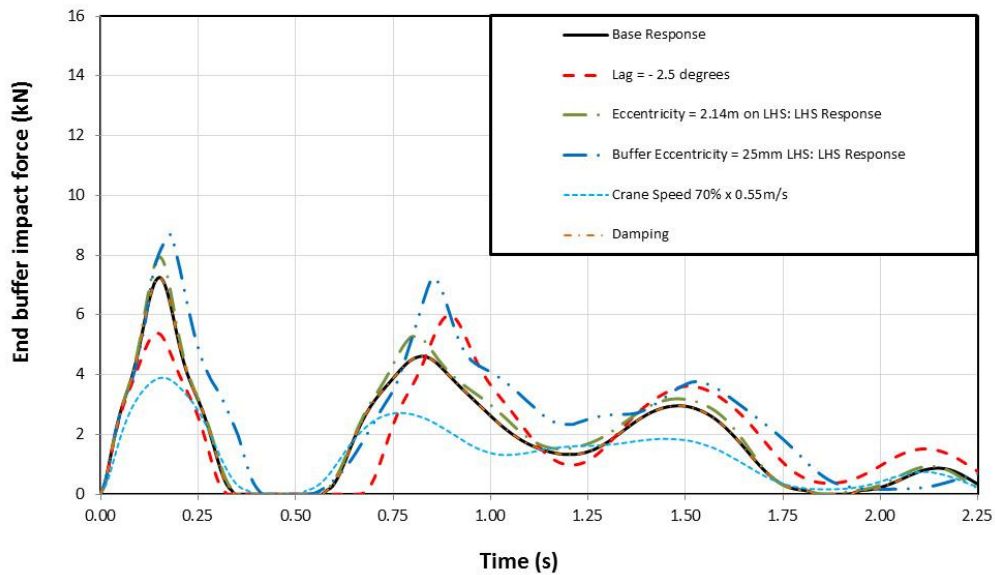 End buffer impact force (kN)
16
14
12
10
8
6
4
2
0
Base Response
Lag = - 2.5 degrees
Eccentricity = 2.14m on LHS: LHS Response
Buffer Eccentricity = 25mm LHS: LHS Response
Crane Speed 70% x 0.55m/s
Damping
0.00 0.25 0.50 0.75 1.00 1.25 1.50 1.75 2.00 2.25
Time (s)